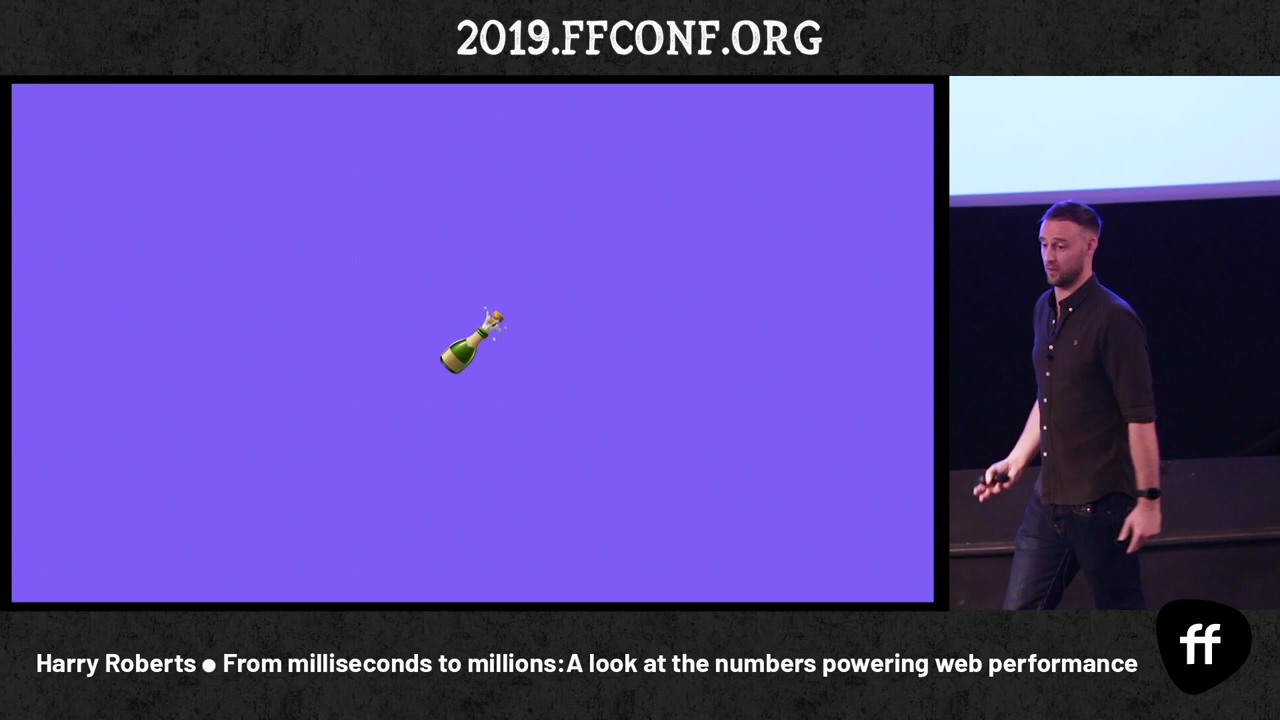 2019.FFCONF.ORG
Harry Roberts ● From milliseconds to millions:A look at the numbers powering web performance
ff